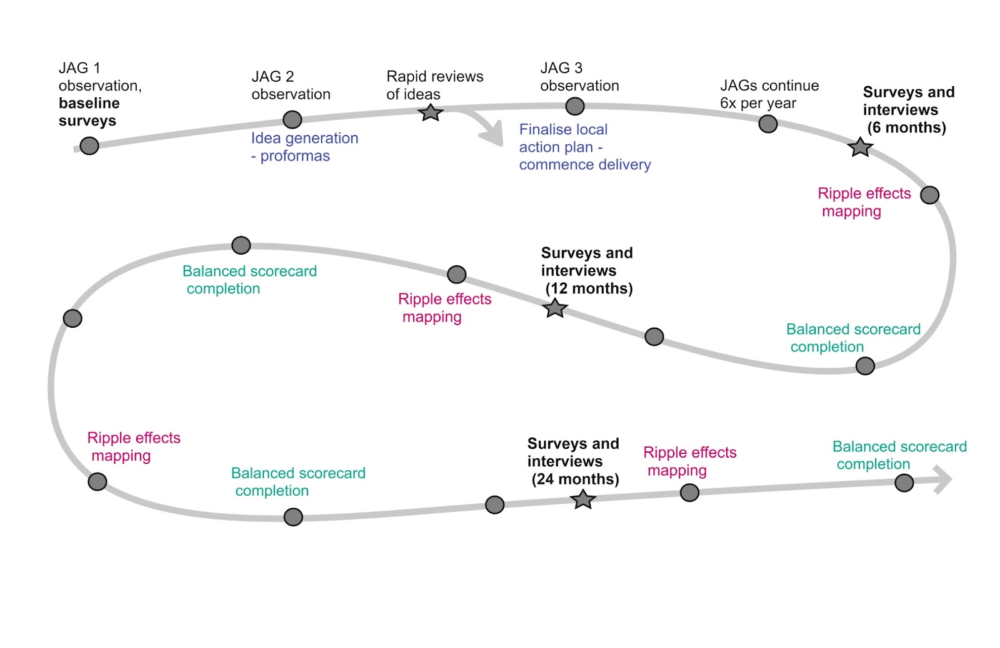 JAG 1
observation,
baseline
surveys
JAG 2
observation
Idea generation
- proformas
Rapid reviews
of ideas
JAG 3
observation
Finalise local
action plan -
commence delivery
JAGs continue
6x per year
Surveys and
interviews
(6 months)
Ripple effects
mapping
Balanced scorecard
completion
Surveys and
interviews
(12 months)
Ripple effects
mapping
Balanced scorecard
completion
Ripple effects
mapping
Balanced scorecard
completion
Surveys and
interviews
(24 months)
Ripple effects
mapping
Balanced scorecard
completion